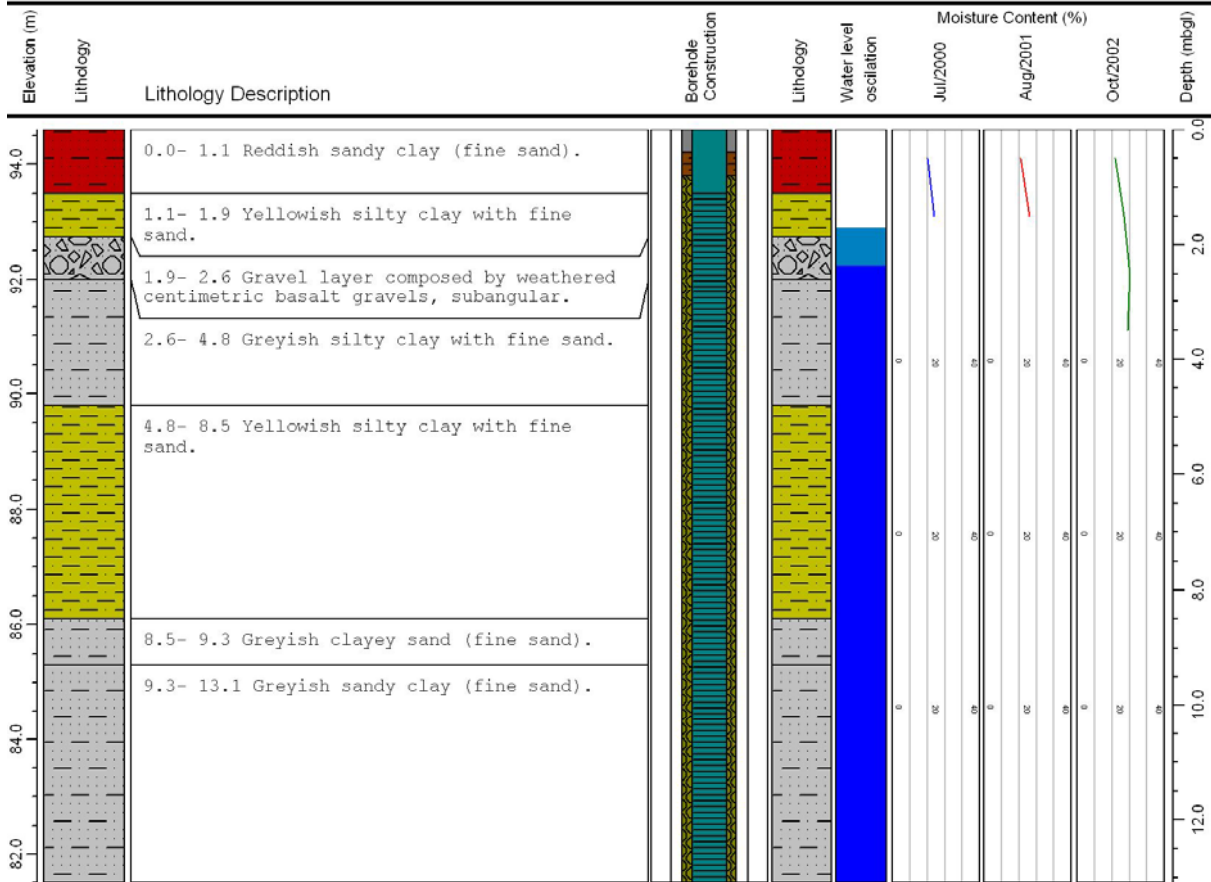 Elevation (m)
Lithology
Lithology Description
Borehole
Construction
Lithology
Water level
oscilation
Moisture Content (%)
Jul/2000
Aug/2001
Oct/2002
Depth (mbgl)
94.0
92.0
90.0
88.0
86.0
84.0
82.0
0.0- 1.1 Reddish sandy clay (fine sand).
1.1- 1.9 Yellowish silty clay with fine
sand.
1.9- 2.6 Gravel layer composed by weathered
centimetric basalt gravels, subangular.
2.6- 4.8 Greyish silty clay with fine sand.
4.8- 8.5 Yellowish silty clay with fine
sand.
8.5- 9.3 Greyish clayey sand (fine sand).
9.3- 13.1 Greyish sandy clay (fine sand).
0 20 40 0 20 40 0 20 40
0 20 40 0 20 40 0 20 40
0 20 40 0 20 40 0 20 40
0.0
2.0
4.0
6.0
8.0
10.0
12.0